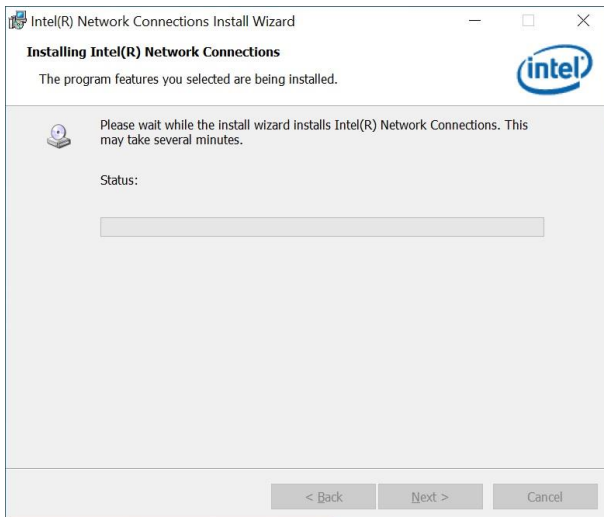 Intel(R) Network Connections Install Wizard
Installing Intel(R) Network Connections
The program features you selected are being installed.
intel
Please wait while the install wizard installs Intel(R) Network Connections. This
may take several minutes.
Status:
< Back
Next >
Cancel